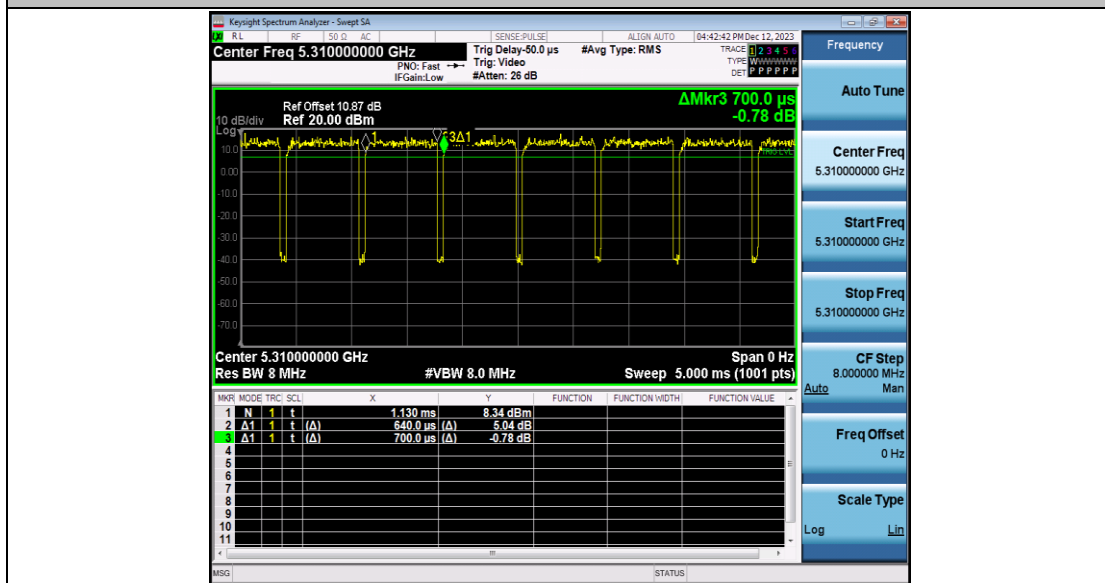 Keysight Spectrum Analyzer - Swept SA
RL RF 50 Ω AC SENSE:PULSE ALIGN AUTO 04:42:42 PM Dec 12, 2023
Center Freq 5.310000000 GHz
PNO: Fast
IFGain:Low
Trig Delay-50.0 µs
Trig: Video
#Atten: 26 dB
#Avg Type: RMS
TRACE 1 2 3 4 5 6
TYPE W
DET P P P P P P
ΔMkr3 700.0 µs
-0.78 dB
Ref Offset 10.87 dB
10 dB/div Ref 20.00 dBm
Log
1
3Δ1
10.0
0.00
-10.0
-20.0
-30.0
-40.0
-50.0
-60.0
-70.0
Center 5.310000000 GHz Span 0 Hz
Res BW 8 MHz #VBW 8.0 MHz Sweep 5.000 ms (1001 pts)
MKR MODE TRC SCL X Y FUNCTION FUNCTION WIDTH FUNCTION VALUE
1 N 1 t 1.130 ms 8.34 dBm
2 Δ1 1 t (Δ) 640.0 µs (Δ) 5.04 dB
3 Δ1 1 t (Δ) 700.0 µs (Δ) -0.78 dB
4
5
6
7
8
9
10
11
MSG STATUS
Frequency
Auto Tune
Center Freq
5.310000000 GHz
Start Freq
5.310000000 GHz
Stop Freq
5.310000000 GHz
CF Step
8.000000 MHz
Auto Man
Freq Offset
0 Hz
Scale Type
Log Lin